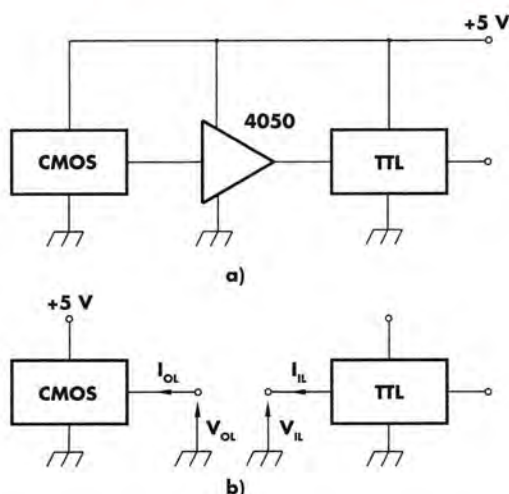 +5 V
4050
CMOS
TTL
a)
+5 V
CMOS
I_OL
I_IL
TTL
V_OL
V_IL
b)